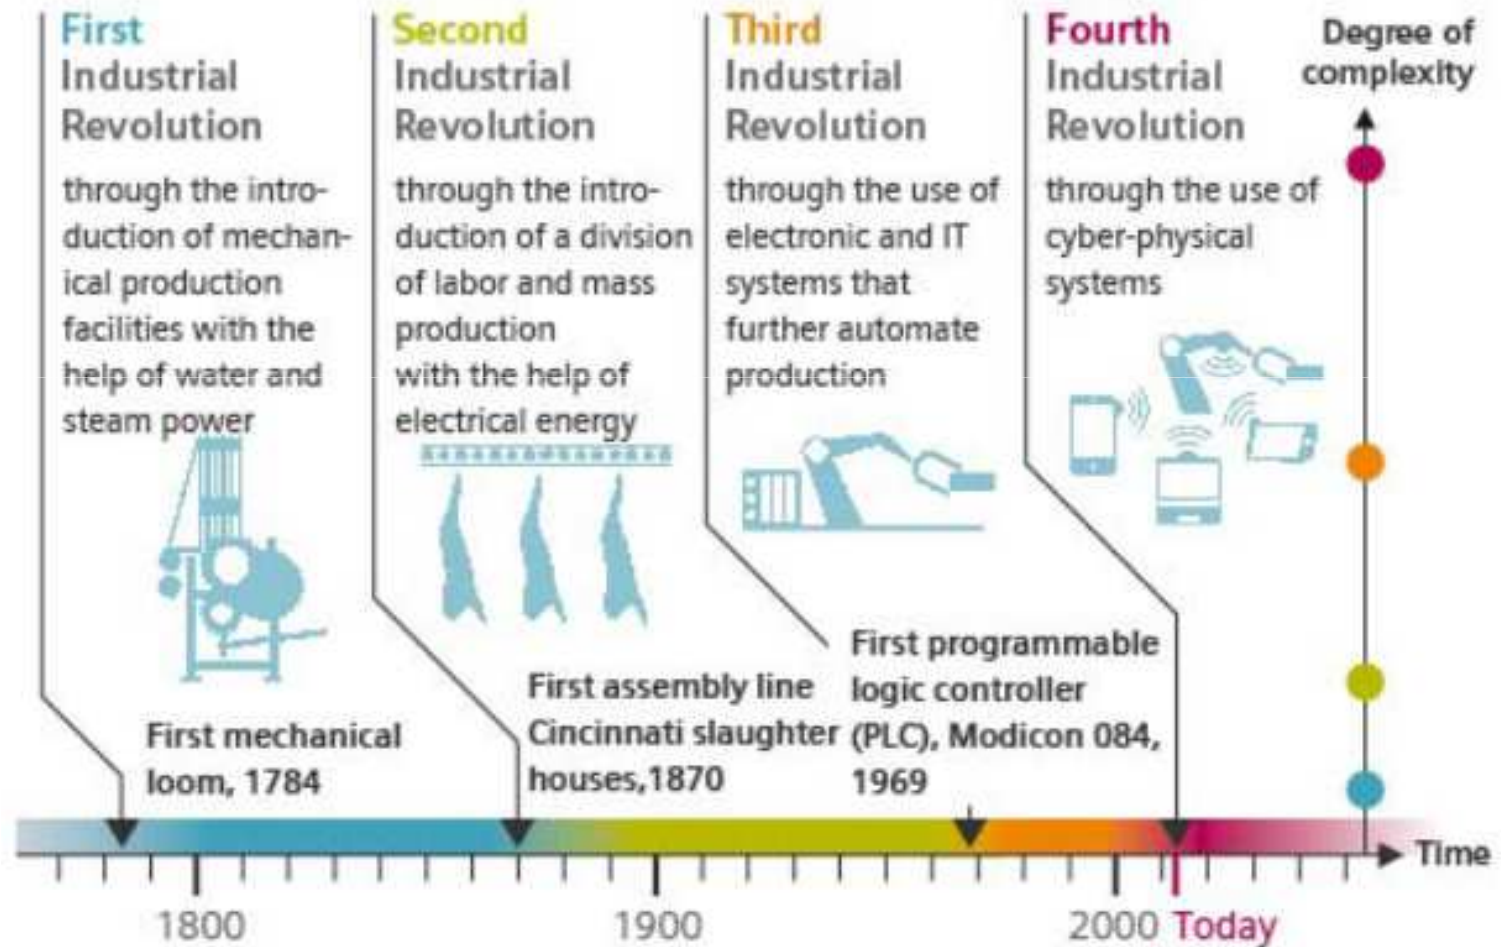 First
Industrial
Revolution
through the intro-
duction of mechan-
ical production
facilities with the
help of water and
steam power
First mechanical
loom, 1784
Second
Industrial
Revolution
through the intro-
duction of a division
of labor and mass
production
with the help of
electrical energy
First assembly line
Cincinnati slaughter
houses,1870
Third
Industrial
Revolution
through the use of
electronic and IT
systems that
further automate
production
First programmable
logic controller
(PLC), Modicon 084,
1969
Fourth
Industrial
Revolution
through the use of
cyber-physical
systems
Degree of
complexity
Time
1800
1900
2000
Today